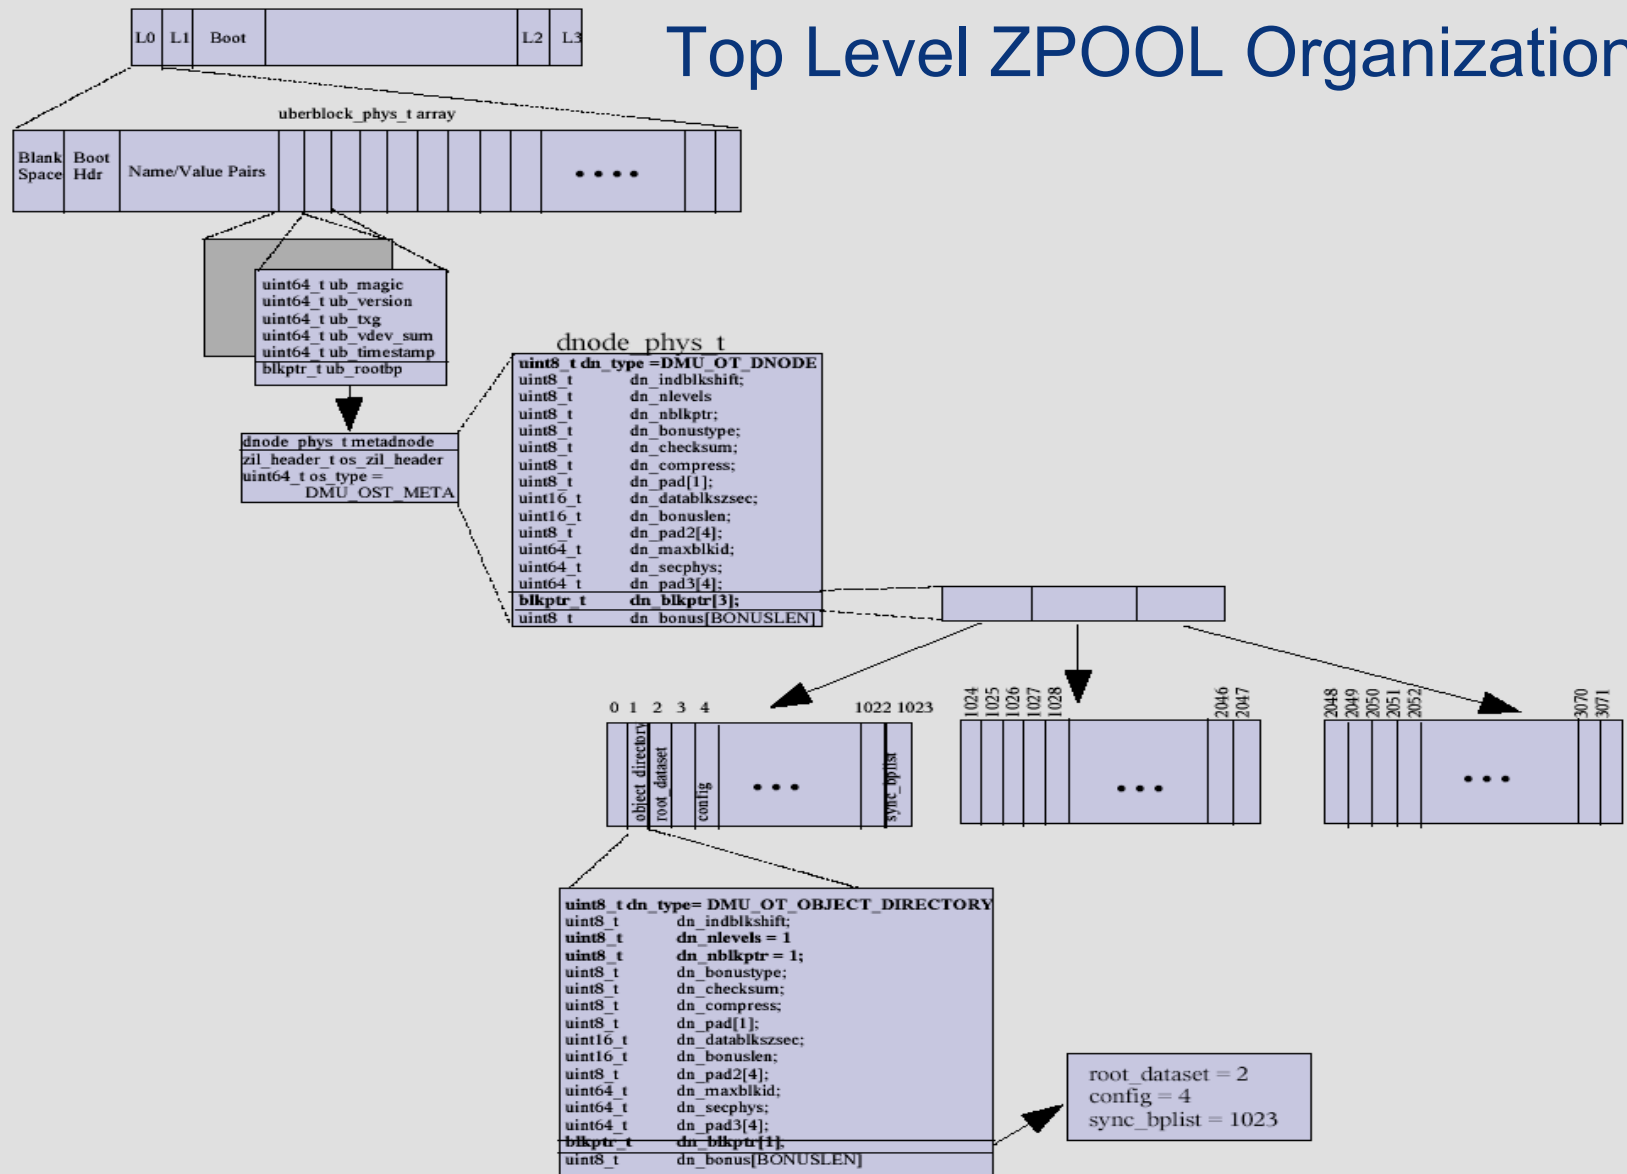 Top Level ZPOOL Organization
L0 L1 Boot L2 L3
uberblock_phys_t array
Blank Space
Boot Hdr
Name/Value Pairs
• • • •
uint64_t ub_magic
uint64_t ub_version
uint64_t ub_txg
uint64_t ub_vdev_sum
uint64_t ub_timestamp
blkptr_t ub_rootbp
dnode_phys_t metadnode
zil_header_t os_zil_header
uint64_t os_type =
DMU_OST_META
dnode_phys_t
uint8_t dn_type =DMU_OT_DNODE
uint8_t dn_indblkshift;
uint8_t dn_nlevels
uint8_t dn_nblkptr;
uint8_t dn_bonustype;
uint8_t dn_checksum;
uint8_t dn_compress;
uint8_t dn_pad[1];
uint16_t dn_datablkszsec;
uint16_t dn_bonuslen;
uint8_t dn_pad2[4];
uint64_t dn_maxblkid;
uint64_t dn_secphys;
uint64_t dn_pad3[4];
blkptr_t dn_blkptr[3];
uint8_t dn_bonus[BONUSLEN]
0 1 2 3 4 1022 1023
object_directory
root_dataset
config
• • •
sync_bplist
1024
1025
1026
1027
1028
2046
2047
• • •
2048
2049
2050
2051
2052
3070
3071
• • •
uint8_t dn_type= DMU_OT_OBJECT_DIRECTORY
uint8_t dn_indblkshift;
uint8_t dn_nlevels = 1
uint8_t dn_nblkptr = 1;
uint8_t dn_bonustype;
uint8_t dn_checksum;
uint8_t dn_compress;
uint8_t dn_pad[1];
uint16_t dn_datablkszsec;
uint16_t dn_bonuslen;
uint8_t dn_pad2[4];
uint64_t dn_maxblkid;
uint64_t dn_secphys;
uint64_t dn_pad3[4];
blkptr_t dn_blkptr[1];
uint8_t dn_bonus[BONUSLEN]
root_dataset = 2
config = 4
sync_bplist = 1023